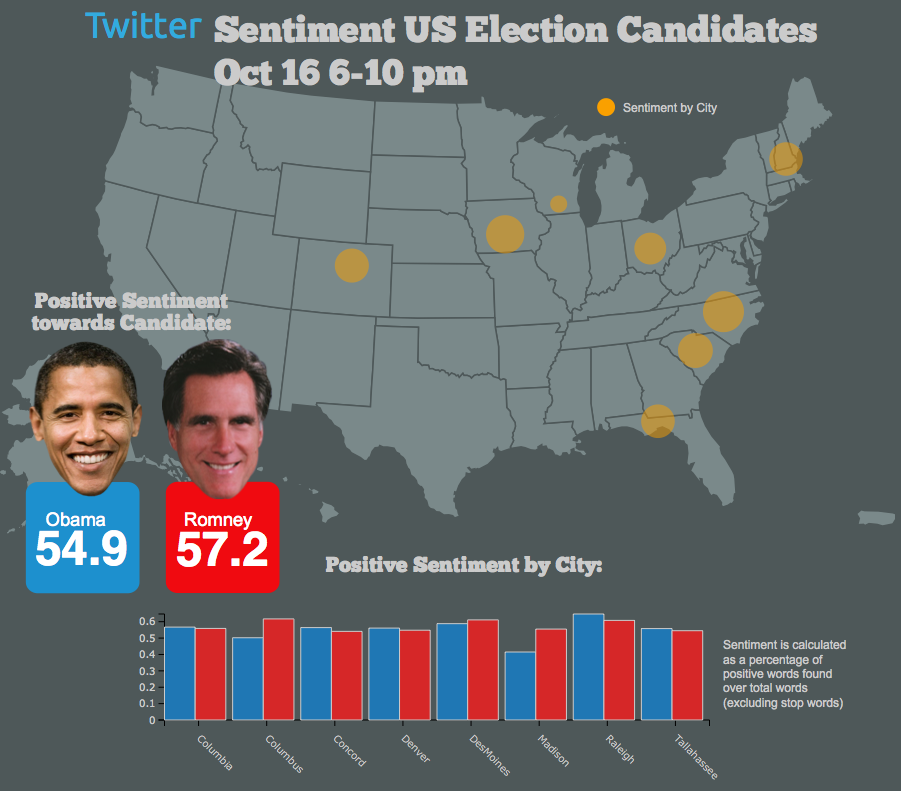 Twitter Sentiment US Election Candidates
Oct 16 6-10 pm
Sentiment by City
Positive Sentiment
towards Candidate:
Obama
54.9
Romney
57.2
Positive Sentiment by City:
0.6
0.5
0.4
0.3
0.2
0.1
0
Columbia
Columbus
Concord
Denver
DesMoines
Madison
Raleigh
Tallahassee
Sentiment is calculated
as a percentage of
positive words found
over total words
(excluding stop words)